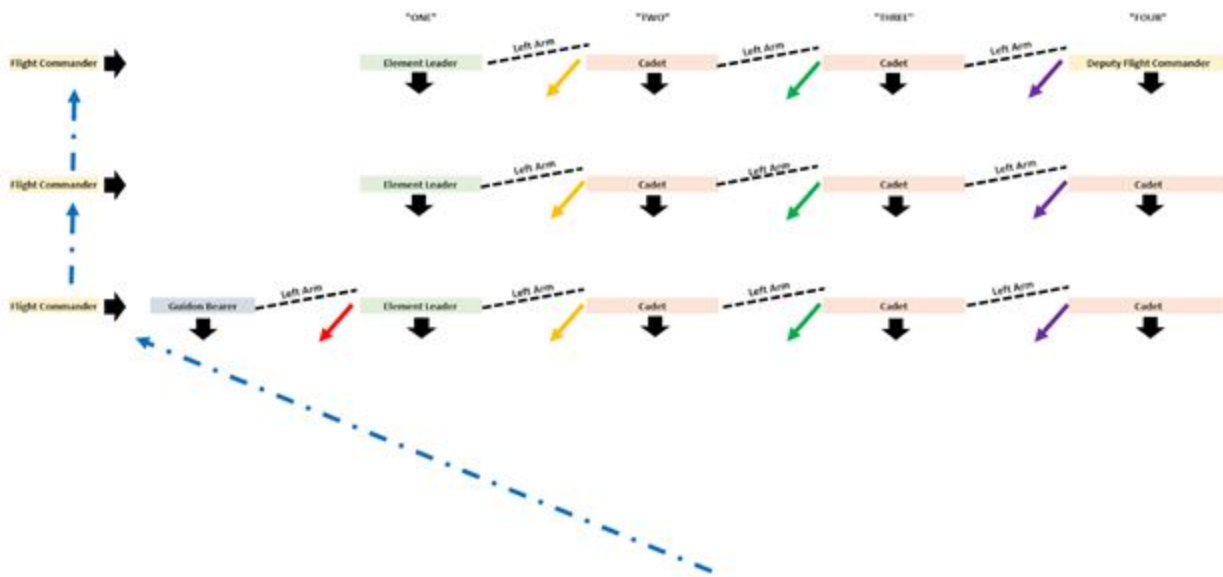 "ONE" "TWO" "THREE" "FOUR"
Left Arm Left Arm Left Arm
Flight Commander Element Leader Cadet Cadet Deputy Flight Commander
Left Arm Left Arm Left Arm
Flight Commander Element Leader Cadet Cadet Cadet
Left Arm Left Arm Left Arm Left Arm
Flight Commander Guidon Bearer Element Leader Cadet Cadet Cadet